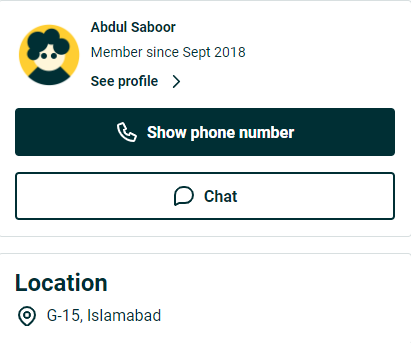 Abdul Saboor
Member since Sept 2018
See profile
Show phone number
Chat
Location
G-15, Islamabad